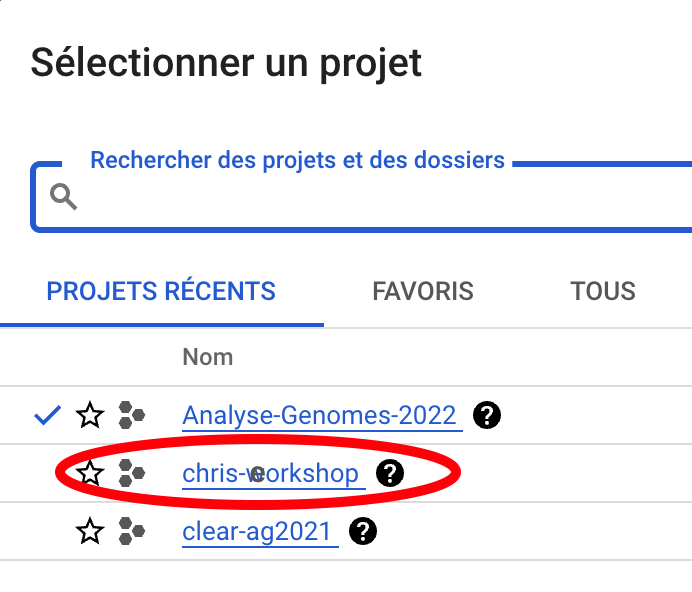 Sélectionner un projet
Rechercher des projets et des dossiers
PROJETS RÉCENTS FAVORIS TOUS
Nom
Analyse-Genomes-2022 ?
chris-workshop ?
clear-ag2021 ?